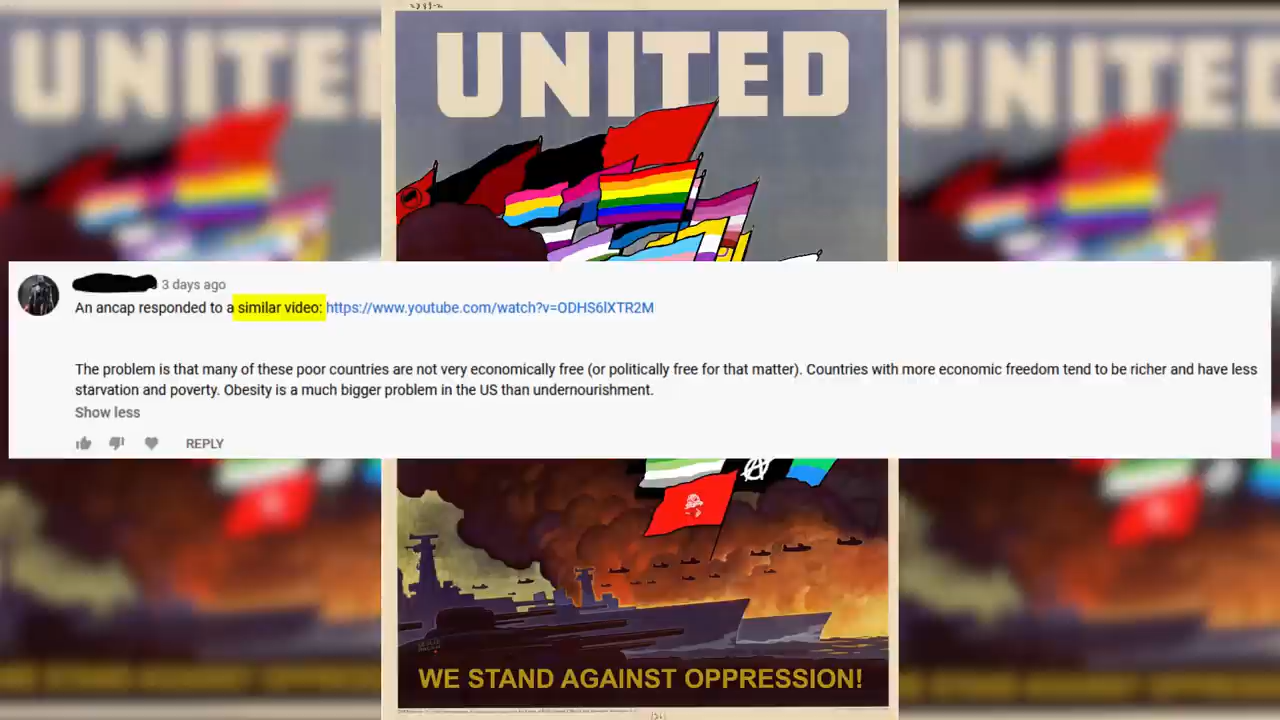 UNITED
3 days ago
An ancap responded to a similar video: https://www.youtube.com/watch?v=ODHS6lXTR2M
The problem is that many of these poor countries are not very economically free (or politically free for that matter). Countries with more economic freedom tend to be richer and have less
starvation and poverty. Obesity is a much bigger problem in the US than undernourishment.
Show less
REPLY
WE STAND AGAINST OPPRESSION!